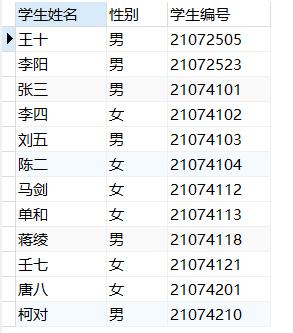 学生姓名 性别 学生编号
王十 男 21072505
李阳 男 21072523
张三 男 21074101
李四 女 21074102
刘五 男 21074103
陈二 女 21074104
马剑 女 21074112
单和 女 21074113
蒋绫 男 21074118
壬七 女 21074121
唐八 女 21074201
柯对 男 21074210